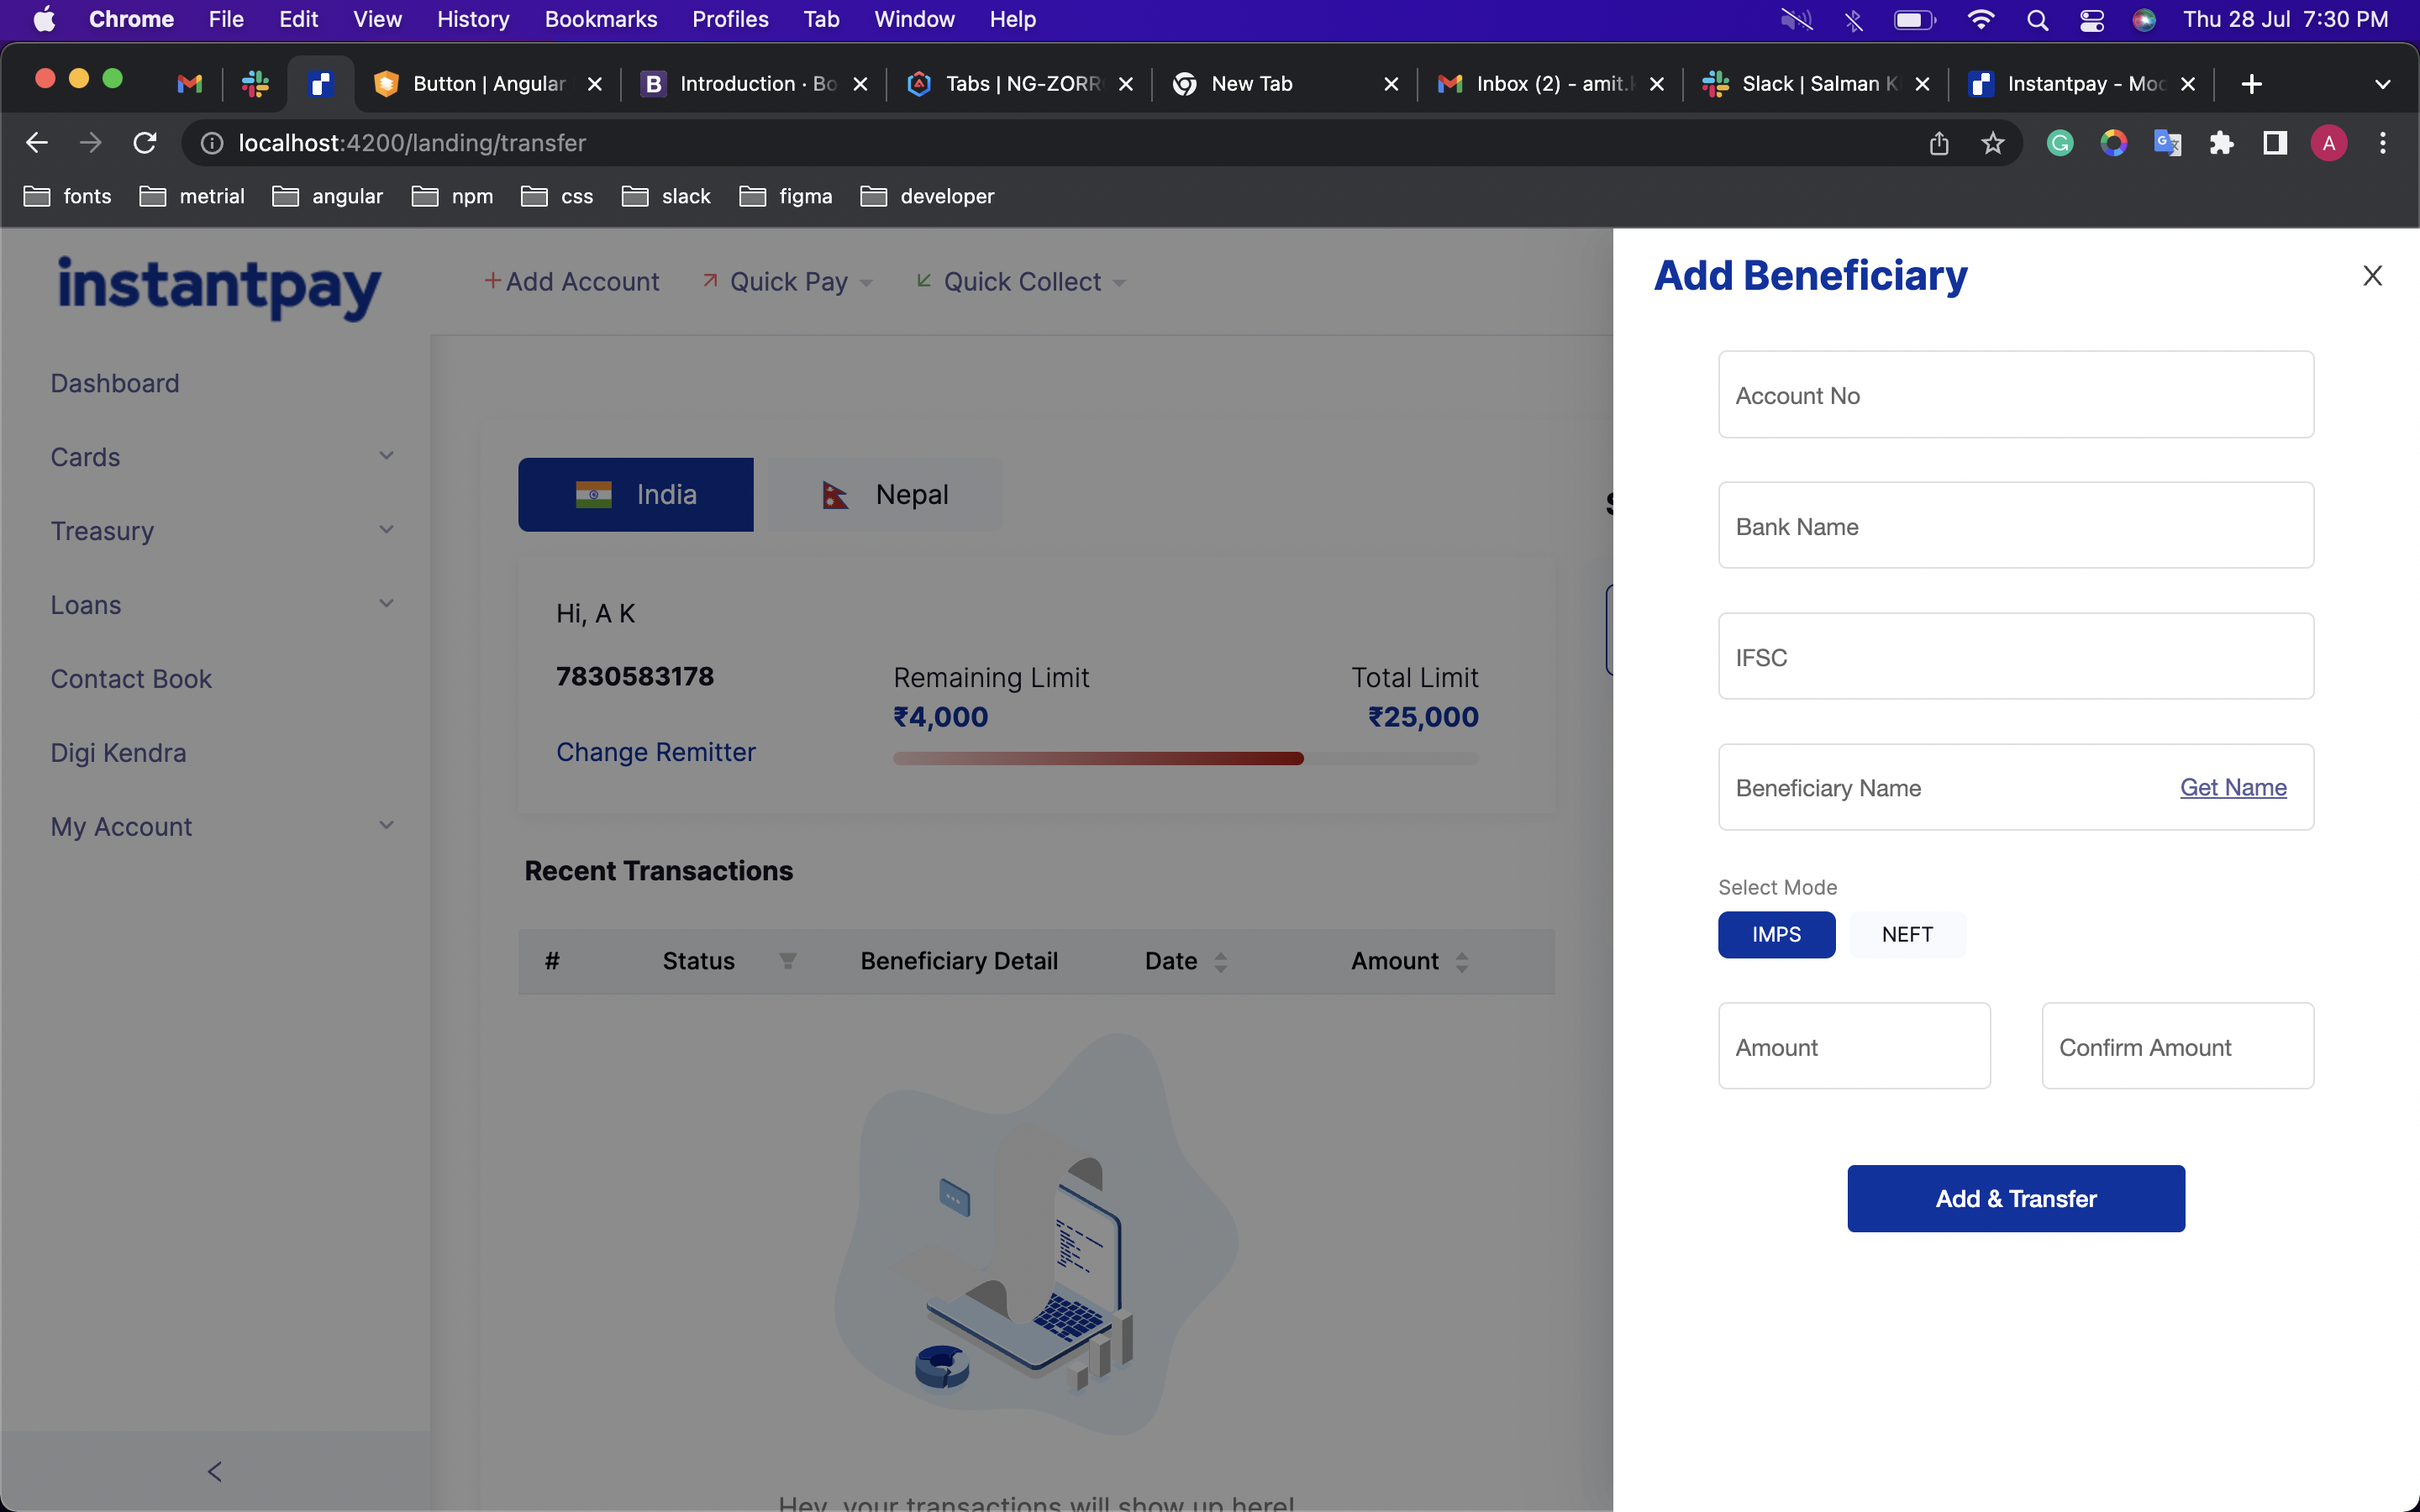 Chrome File Edit View History Bookmarks Profiles Tab Window Help Thu 28 Jul 7:30 PM
Button | Angular Introduction · Bo Tabs | NG-ZORR New Tab Inbox (2) - amit. Slack | Salman K Instantpay - Mod
localhost:4200/landing/transfer A
fonts metrial angular npm css slack figma developer
instantpay
+Add Account Quick Pay Quick Collect
Dashboard
Cards
Treasury
Loans
Contact Book
Digi Kendra
My Account
India Nepal
Hi, A K
7830583178
Change Remitter
Remaining Limit
₹4,000
Total Limit
₹25,000
Recent Transactions
# Status Beneficiary Detail Date Amount
Hey, your transactions will show up here!
Add Beneficiary
Account No
Bank Name
IFSC
Beneficiary Name Get Name
Select Mode
IMPS NEFT
Amount Confirm Amount
Add & Transfer